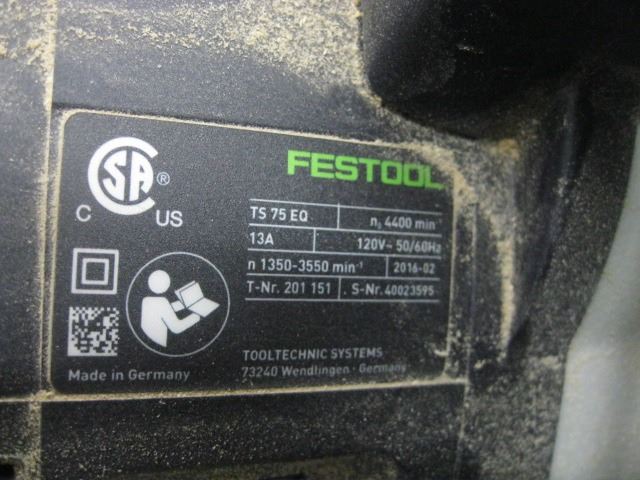 SA ®
C US
FESTOOL
TS 75 EQ n₀ 4400 min⁻¹
13A 120V~ 50/60Hz
n 1350-3550 min⁻¹ 2016-02
T-Nr. 201 151 . S-Nr. 40023595
TOOLTECHNIC SYSTEMS
73240 Wendlingen · Germany
Made in Germany